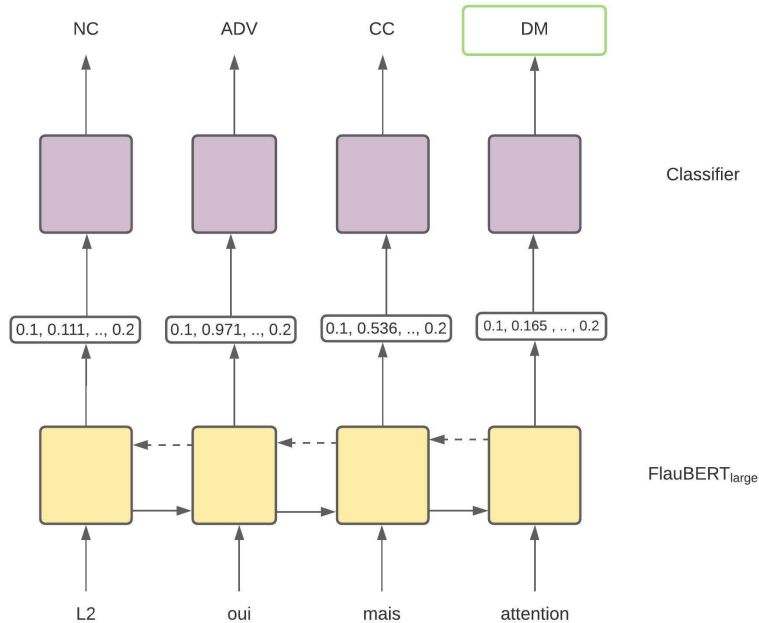 NC ADV CC DM
Classifier
0.1, 0.111, .., 0.2 0.1, 0.971, .., 0.2 0.1, 0.536, .., 0.2 0.1, 0.165 , .. , 0.2
FlauBERTlarge
L2 oui mais attention